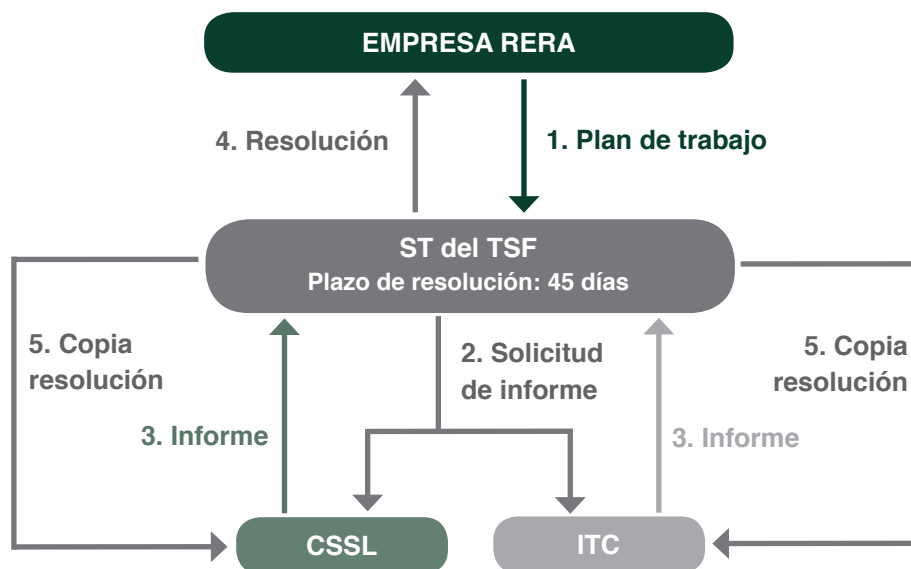 EMPRESA RERA
4. Resolución
1. Plan de trabajo
ST del TSF
Plazo de resolución: 45 días
5. Copia
resolución
2. Solicitud
de informe
5. Copia
resolución
3. Informe
3. Informe
CSSL
ITC